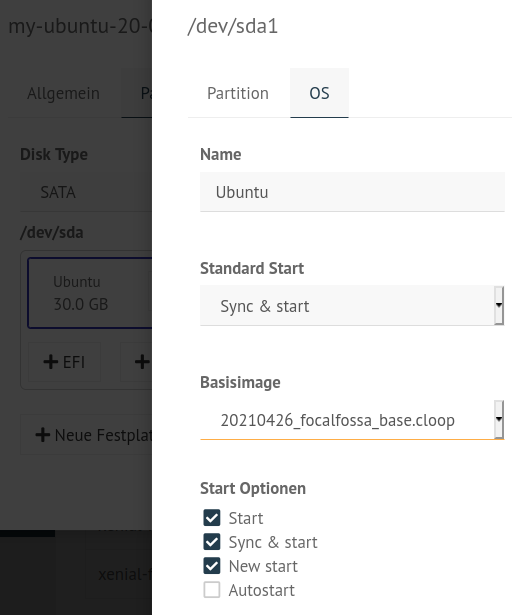 my-ubuntu-20-0
/dev/sda1
Allgemein
Pa
Partition
OS
Disk Type
SATA
/dev/sda
Ubuntu
30.0 GB
+ EFI
+
+ Neue Festplat
Name
Ubuntu
Standard Start
Sync & start
Basisimage
20210426_focalfossa_base.cloop
Start Optionen
Start
Sync & start
New start
Autostart